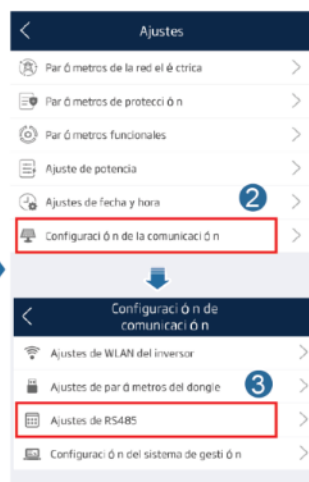 Ajustes
Par á metros de la red el é ctrica
Par á metros de protecci ó n
Par á metros funcionales
Ajuste de potencia
Ajustes de fecha y hora
2
Configuraci ó n de la comunicaci ó n
Configuraci ó n de
comunicaci ó n
Ajustes de WLAN del inversor
Ajustes de par á metros del dongle
3
Ajustes de RS485
Configuraci ó n del sistema de gesti ó n